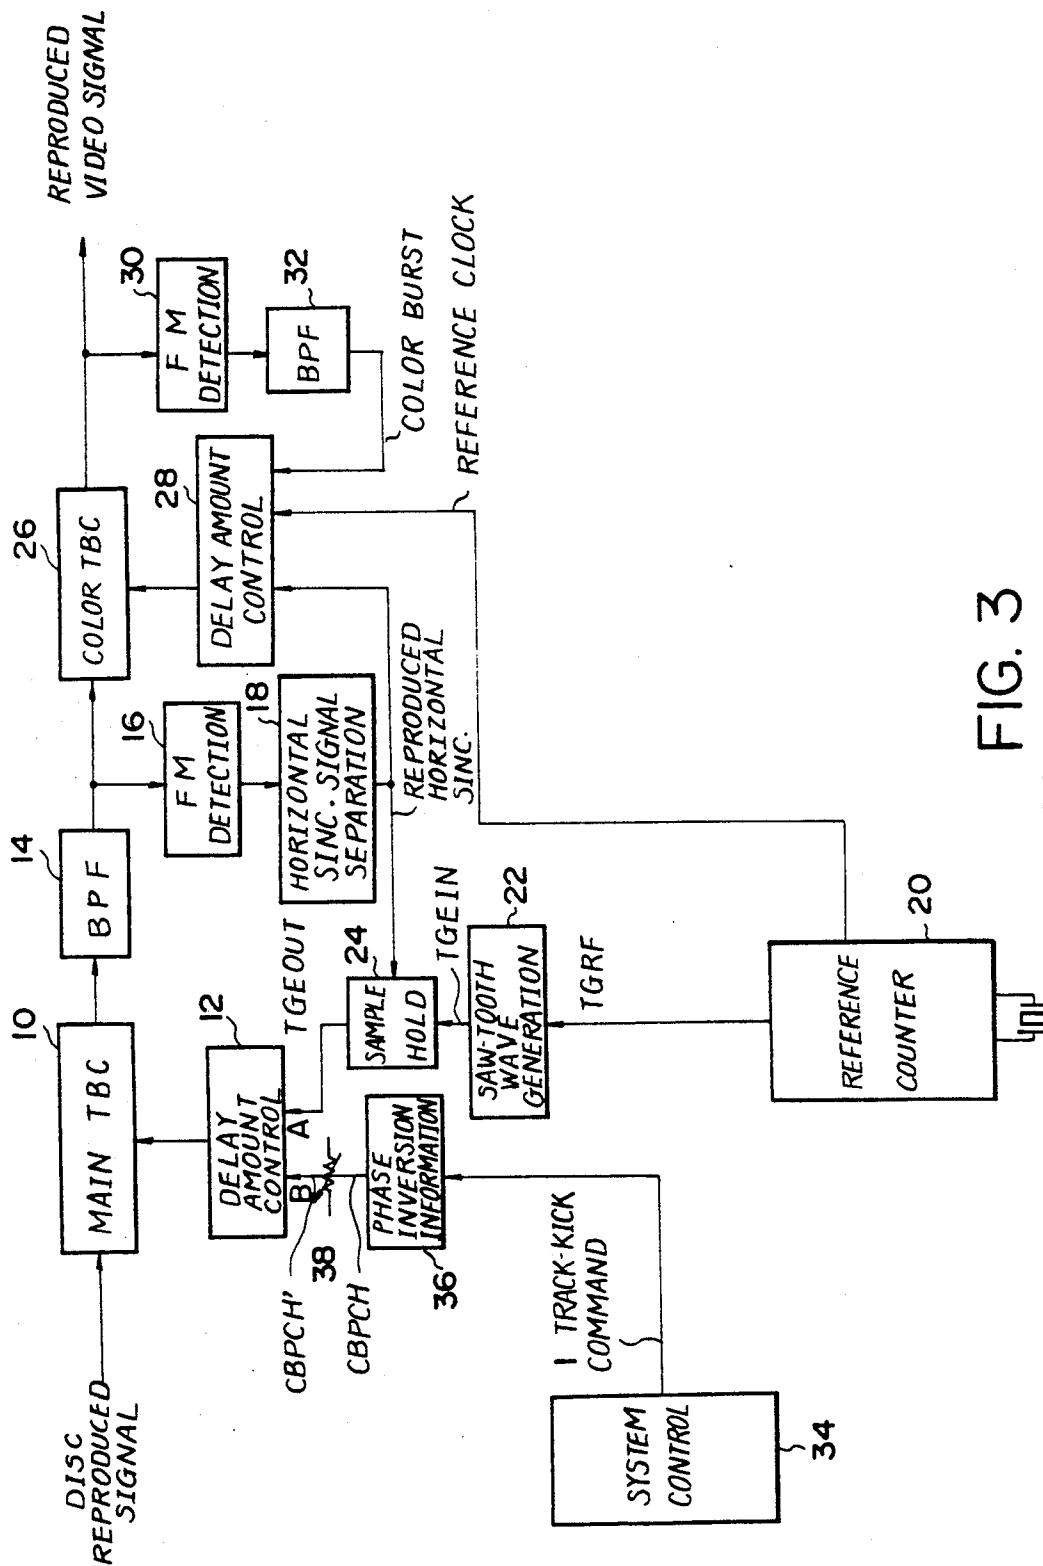 DISC
REPRODUCED
SIGNAL
10
MAIN TBC
14
BPF
26
COLOR TBC
REPRODUCED
VIDEO SIGNAL
12
DELAY
AMOUNT
CONTROL
B
A
16
FM
DETECTION
18
HORIZONTAL
SINC. SIGNAL
SEPARATION
28
DELAY AMOUNT
CONTROL
30
FM
DETECTION
32
BPF
CBPCH'
38
CBPCH
TGEOUT
24
SAMPLE
HOLD
REPRODUCED
HORIZONTAL
SINC.
COLOR BURST
REFERENCE CLOCK
36
PHASE
INVERSION
INFORMATION
TGEIN
22
SAW-TOOTH
WAVE
GENERATION
TGRF
1 TRACK-KICK
COMMAND
SYSTEM
CONTROL
34
20
REFERENCE
COUNTER
FIG. 3